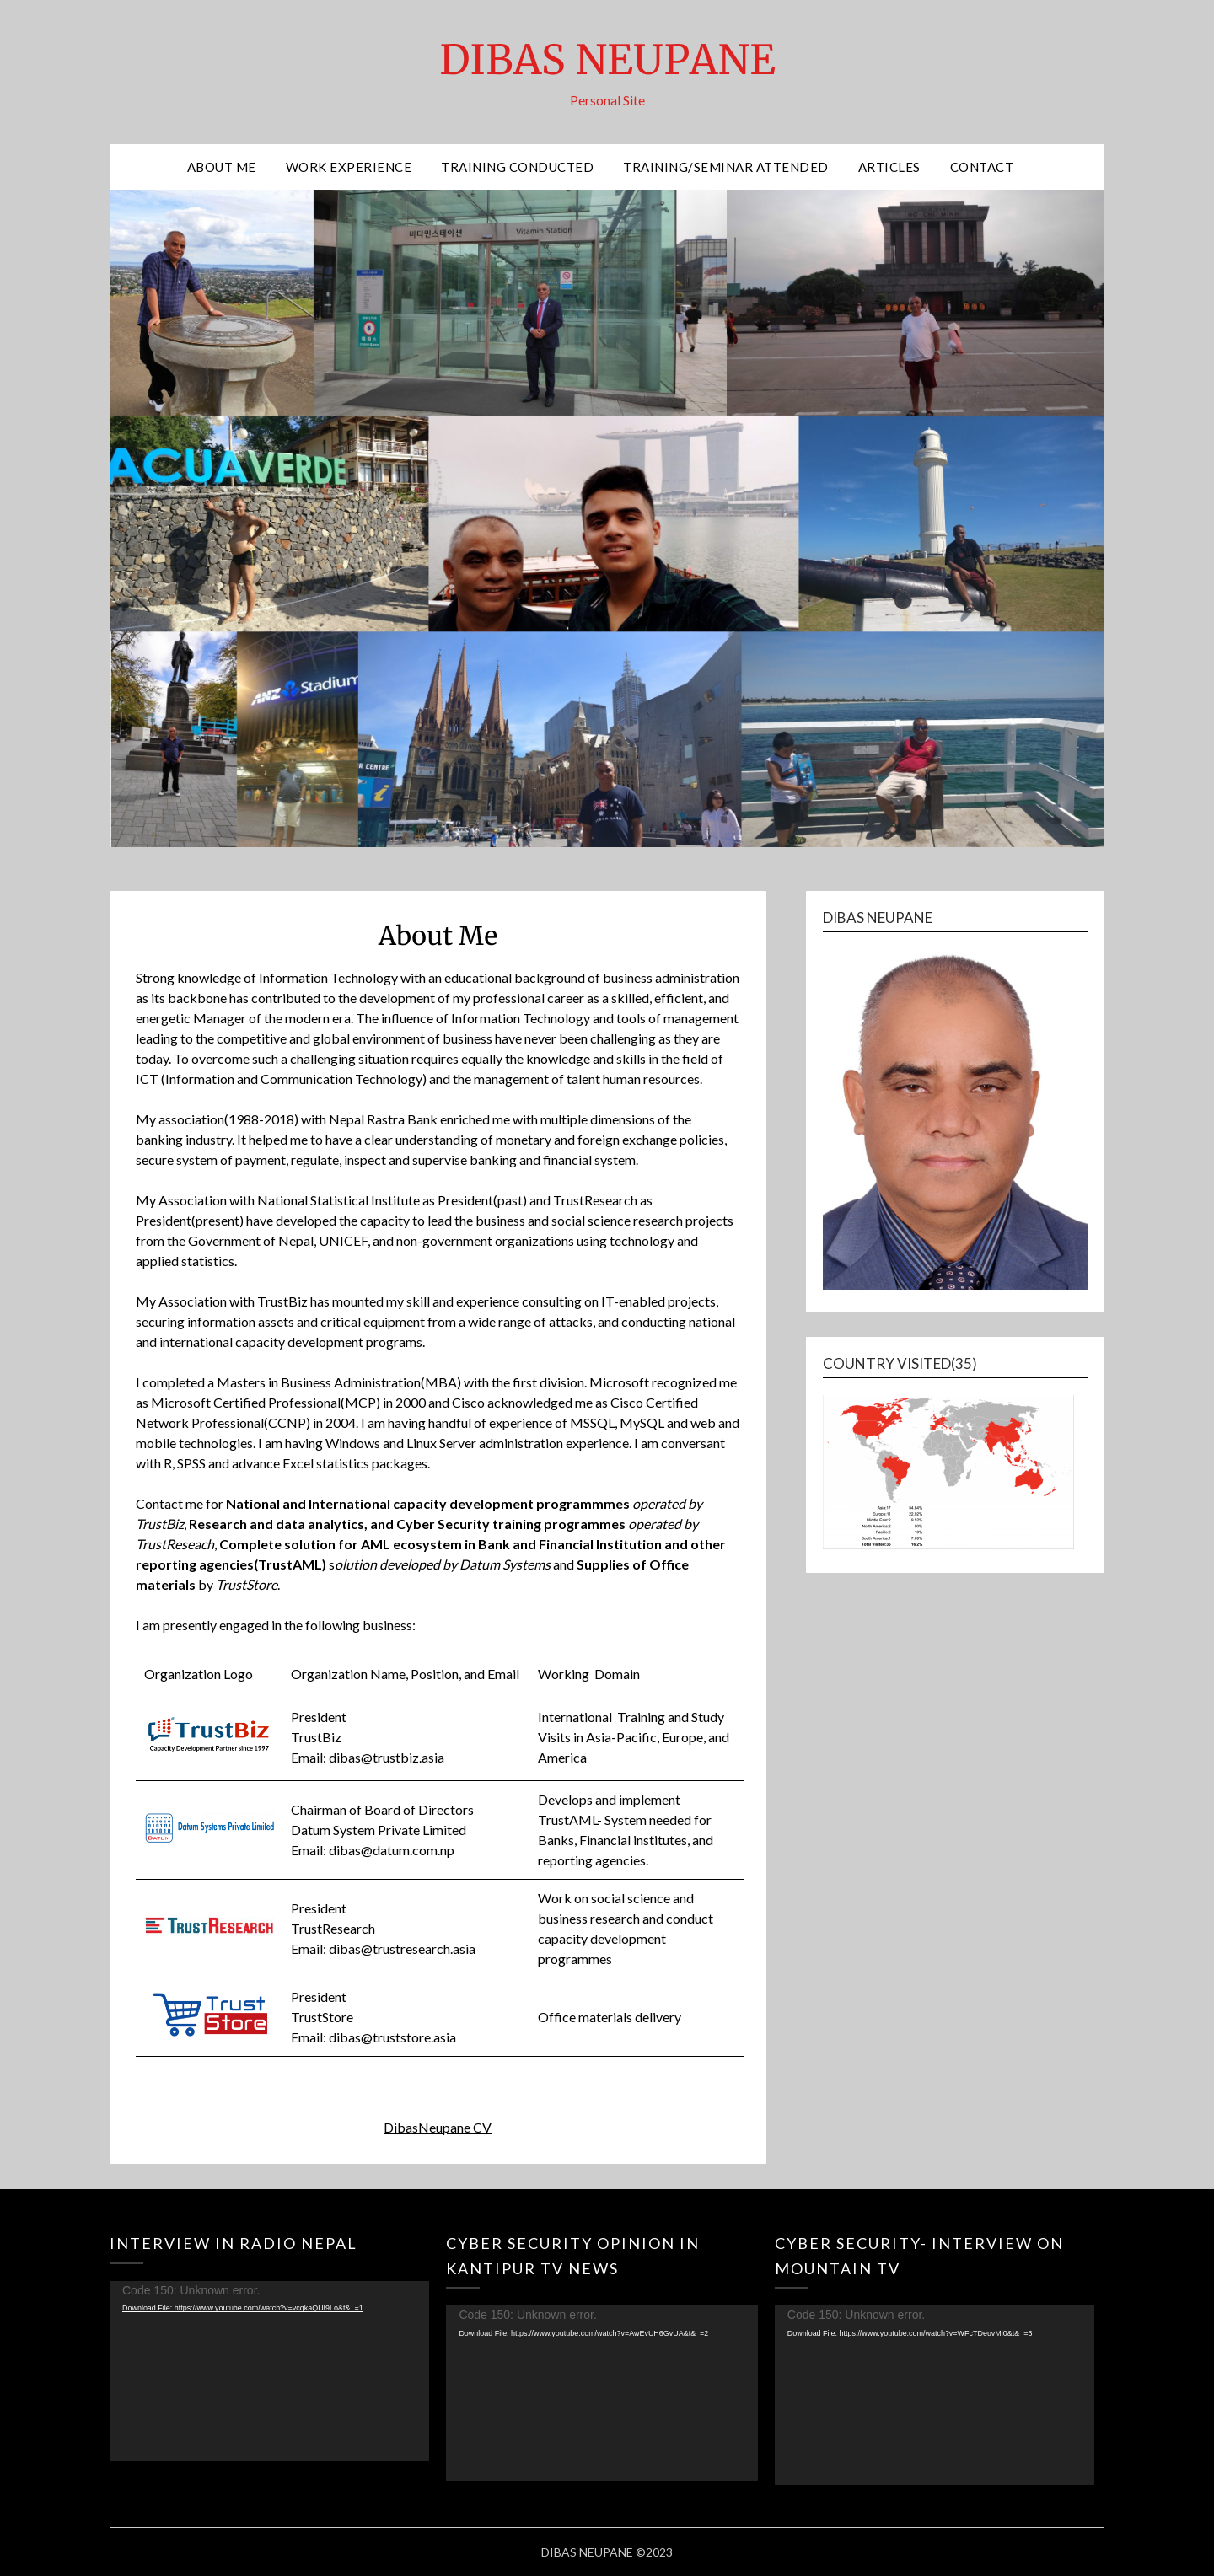 DIBAS NEUPANE
Personal Site
ABOUT ME WORK EXPERIENCE TRAINING CONDUCTED TRAINING/SEMINAR ATTENDED ARTICLES CONTACT
비타민스테이션 Vitamin Station
HO CHI MINH
ACUAVERDE
ANZ Stadium
R CENTRE
About Me
Strong knowledge of Information Technology with an educational background of business administration
as its backbone has contributed to the development of my professional career as a skilled, efficient, and
energetic Manager of the modern era. The influence of Information Technology and tools of management
leading to the competitive and global environment of business have never been challenging as they are
today. To overcome such a challenging situation requires equally the knowledge and skills in the field of
ICT (Information and Communication Technology) and the management of talent human resources.
My association(1988-2018) with Nepal Rastra Bank enriched me with multiple dimensions of the
banking industry. It helped me to have a clear understanding of monetary and foreign exchange policies,
secure system of payment, regulate, inspect and supervise banking and financial system.
My Association with National Statistical Institute as President(past) and TrustResearch as
President(present) have developed the capacity to lead the business and social science research projects
from the Government of Nepal, UNICEF, and non-government organizations using technology and
applied statistics.
My Association with TrustBiz has mounted my skill and experience consulting on IT-enabled projects,
securing information assets and critical equipment from a wide range of attacks, and conducting national
and international capacity development programs.
I completed a Masters in Business Administration(MBA) with the first division. Microsoft recognized me
as Microsoft Certified Professional(MCP) in 2000 and Cisco acknowledged me as Cisco Certified
Network Professional(CCNP) in 2004. I am having handful of experience of MSSQL, MySQL and web and
mobile technologies. I am having Windows and Linux Server administration experience. I am conversant
with R, SPSS and advance Excel statistics packages.
Contact me for National and International capacity development programmmes operated by
TrustBiz, Research and data analytics, and Cyber Security training programmes operated by
TrustReseach, Complete solution for AML ecosystem in Bank and Financial Institution and other
reporting agencies(TrustAML) solution developed by Datum Systems and Supplies of Office
materials by TrustStore.
I am presently engaged in the following business:
Organization Logo Organization Name, Position, and Email Working Domain
TrustBiz
Capacity Development Partner since 1997
President
TrustBiz
Email: dibas@trustbiz.asia
International Training and Study
Visits in Asia-Pacific, Europe, and
America
DATUM
Datum Systems Private Limited
Chairman of Board of Directors
Datum System Private Limited
Email: dibas@datum.com.np
Develops and implement
TrustAML- System needed for
Banks, Financial institutes, and
reporting agencies.
TRUSTRESEARCH
President
TrustResearch
Email: dibas@trustresearch.asia
Work on social science and
business research and conduct
capacity development
programmes
Trust
Store
President
TrustStore
Email: dibas@truststore.asia
Office materials delivery
DibasNeupane CV
DIBAS NEUPANE
COUNTRY VISITED(35)
INTERVIEW IN RADIO NEPAL
Code 150: Unknown error.
Download File: https://www.youtube.com/watch?v=vcqkaQUI9Lo&t&_=1
CYBER SECURITY OPINION IN
KANTIPUR TV NEWS
Code 150: Unknown error.
Download File: https://www.youtube.com/watch?v=AwEvUH6GvUA&t&_=2
CYBER SECURITY- INTERVIEW ON
MOUNTAIN TV
Code 150: Unknown error.
Download File: https://www.youtube.com/watch?v=WFcTDeuvMi0&t&_=3
DIBAS NEUPANE ©2023